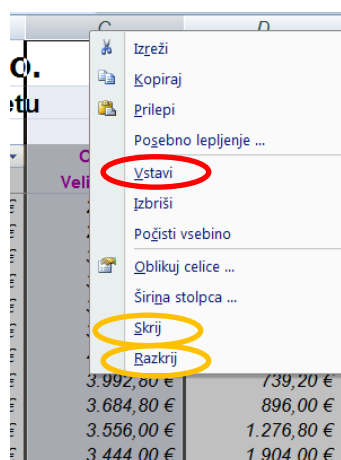 C D
Izreži
O.
Kopiraj
etu
Prilepi
Posebno lepljenje ...
Vstavi
Veli
Izbriši
€
Počisti vsebino
€
Oblikuj celice ...
€
Širina stolpca ...
€
Skrij
€
Razkrij
€ 3.992,80 € 739,20 €
€ 3.684,80 € 896,00 €
€ 3.556,00 € 1.276,80 €
€ 3.444,00 € 1.904,00 €